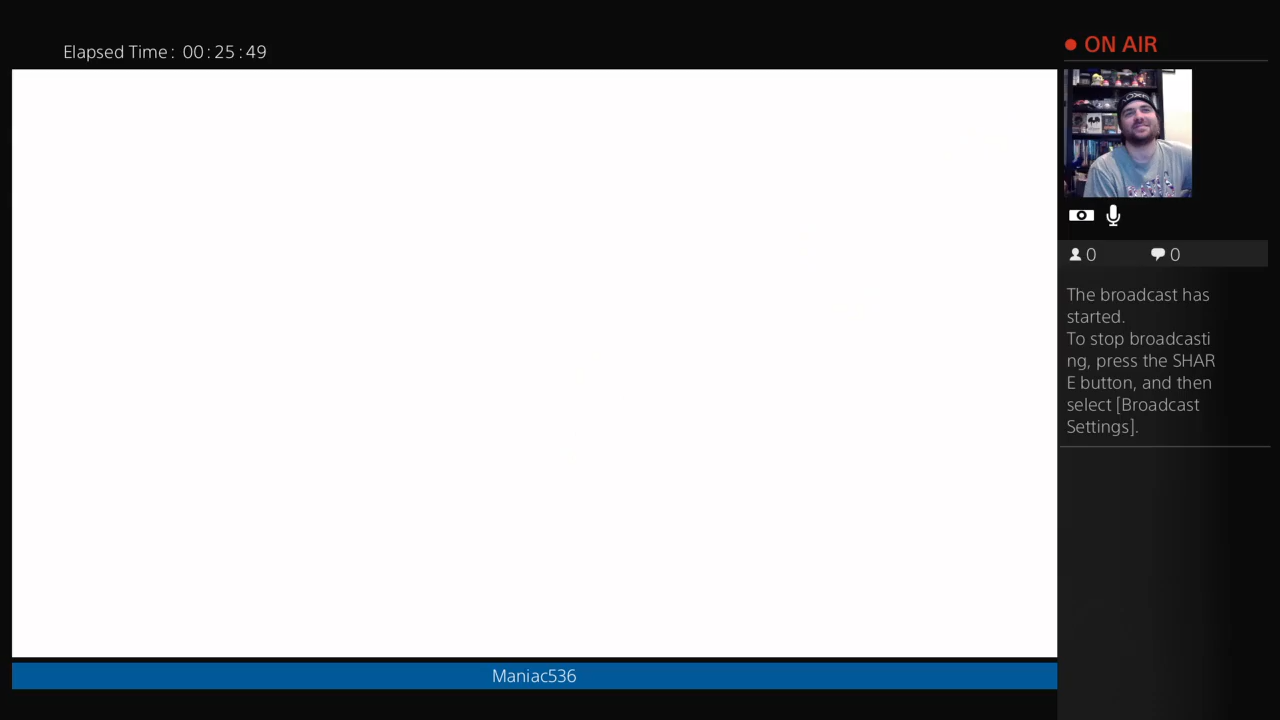 Elapsed Time: 00:25:49
ON AIR
0 0
The broadcast has
started.
To stop broadcasti
ng, press the SHAR
E button, and then
select [Broadcast
Settings].
Maniac536